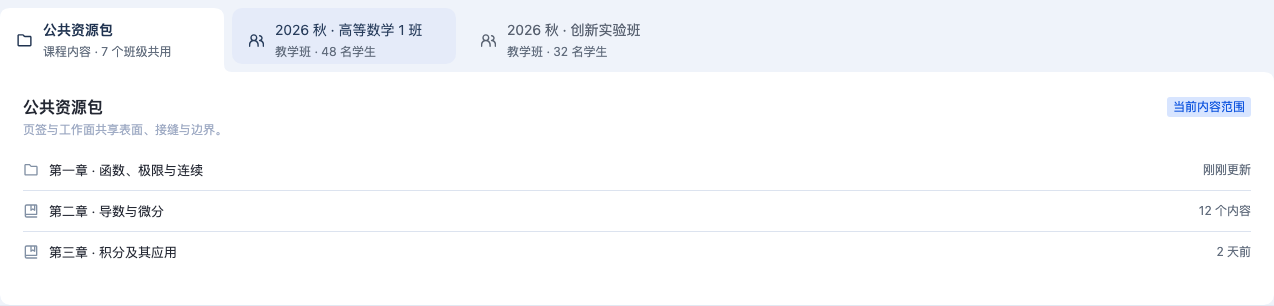 公共资源包
课程内容 · 7 个班级共用
2026 秋 · 高等数学 1 班
教学班 · 48 名学生
2026 秋 · 创新实验班
教学班 · 32 名学生
公共资源包
当前内容范围
页签与工作面共享表面、接缝与边界。
第一章 · 函数、极限与连续
刚刚更新
第二章 · 导数与微分
12 个内容
第三章 · 积分及其应用
2 天前